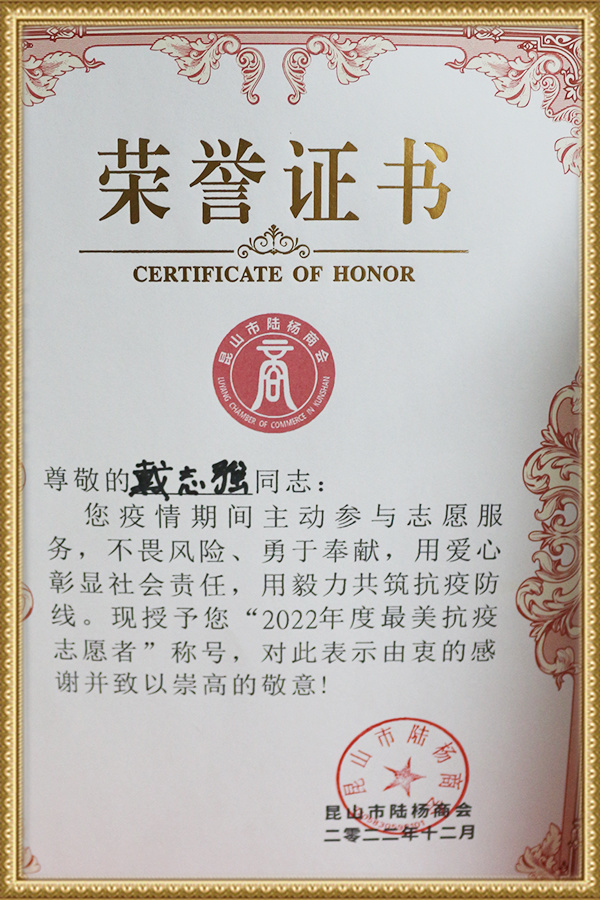 荣誉证书
CERTIFICATE OF HONOR
昆山市陆杨商会
商
LUYANG CHAMBER OF COMMERCE IN KUNSHAN
尊敬的戴志强同志:
您疫情期间主动参与志愿服
务,不畏风险、勇于奉献,用爱心
彰显社会责任,用毅力共筑抗疫防
线。现授予您“2022年度最美抗疫
志愿者”称号,对此表示由衷的感
谢并致以崇高的敬意!
昆山市陆杨商会
昆山市陆杨商会
二零二二年十二月